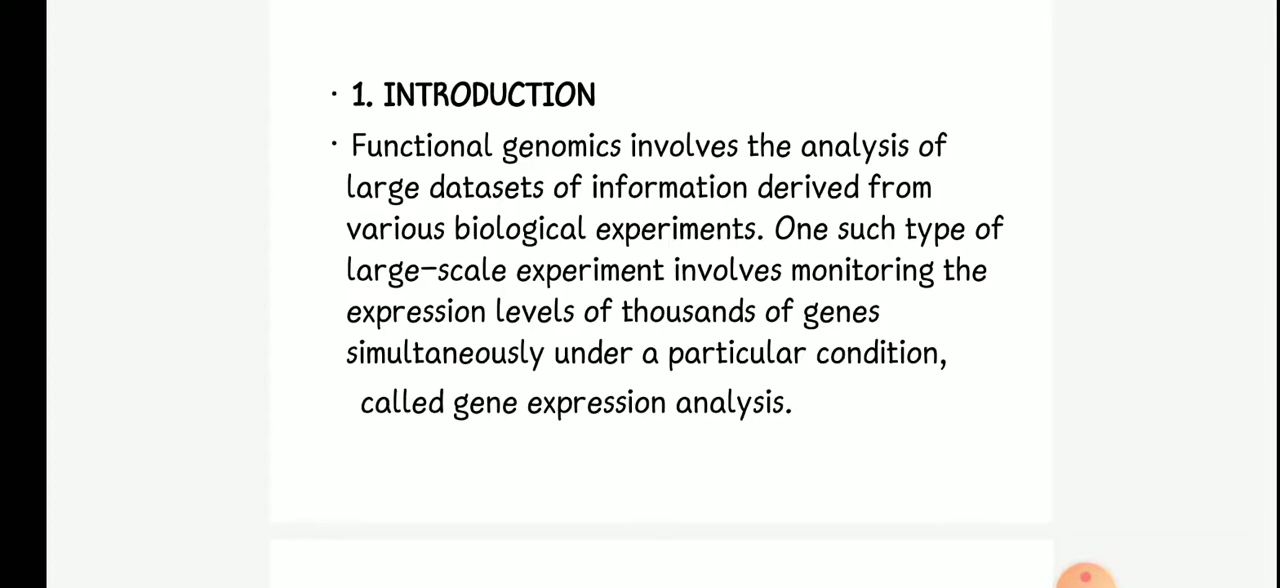 · 1. INTRODUCTION
· Functional genomics involves the analysis of
large datasets of information derived from
various biological experiments. One such type of
large-scale experiment involves monitoring the
expression levels of thousands of genes
simultaneously under a particular condition,
called gene expression analysis.